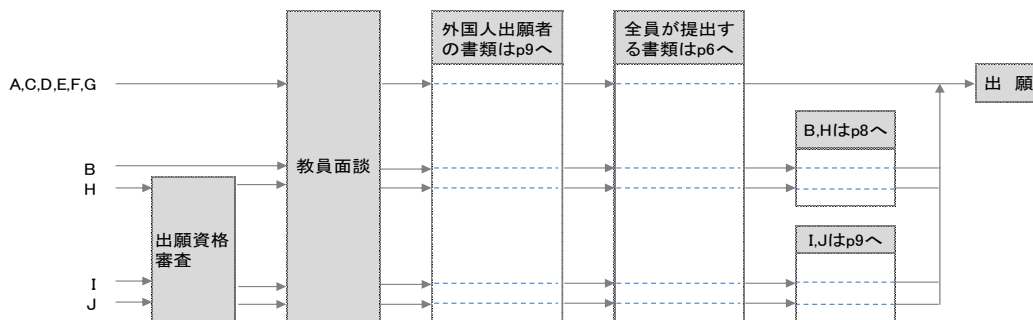 外国人出願者
の書類はp9へ
全員が提出す
る書類はp6へ
A,C,D,E,F,G
出 願
B,Hはp8へ
B
教員面談
H
出願資格
審査
I,Jはp9へ
I
J